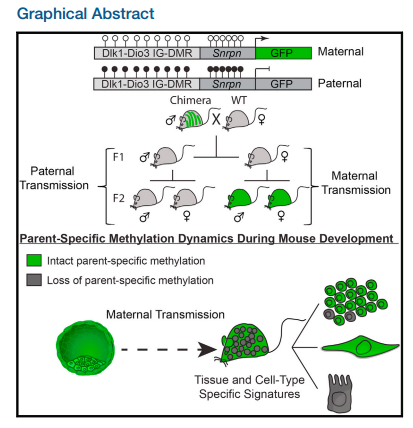 Graphical Abstract
Dlk1-Dio3 IG-DMR Snrpn GFP Maternal
Dlk1-Dio3 IG-DMR Snrpn GFP Paternal
Chimera WT
♂ X ♀
Paternal Transmission
F1 ♂ ♀
F2
♂ ♀ ♂ ♀
Maternal Transmission
Parent-Specific Methylation Dynamics During Mouse Development
Intact parent-specific methylation
Loss of parent-specific methylation
Maternal Transmission
Tissue and Cell-Type
Specific Signatures